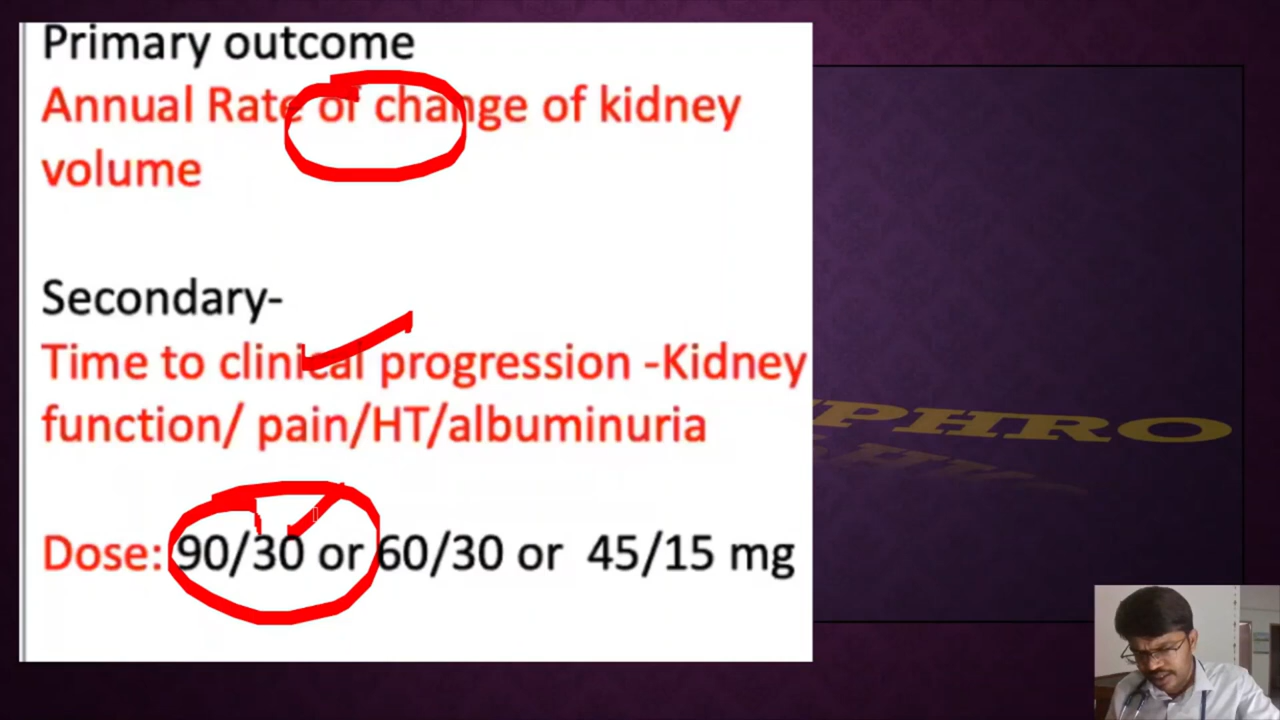 Primary outcome
Annual Rate of change of kidney
volume
Secondary-
Time to clinical progression -Kidney
function/ pain/HT/albuminuria
Dose: 90/30 or 60/30 or 45/15 mg
PHRO